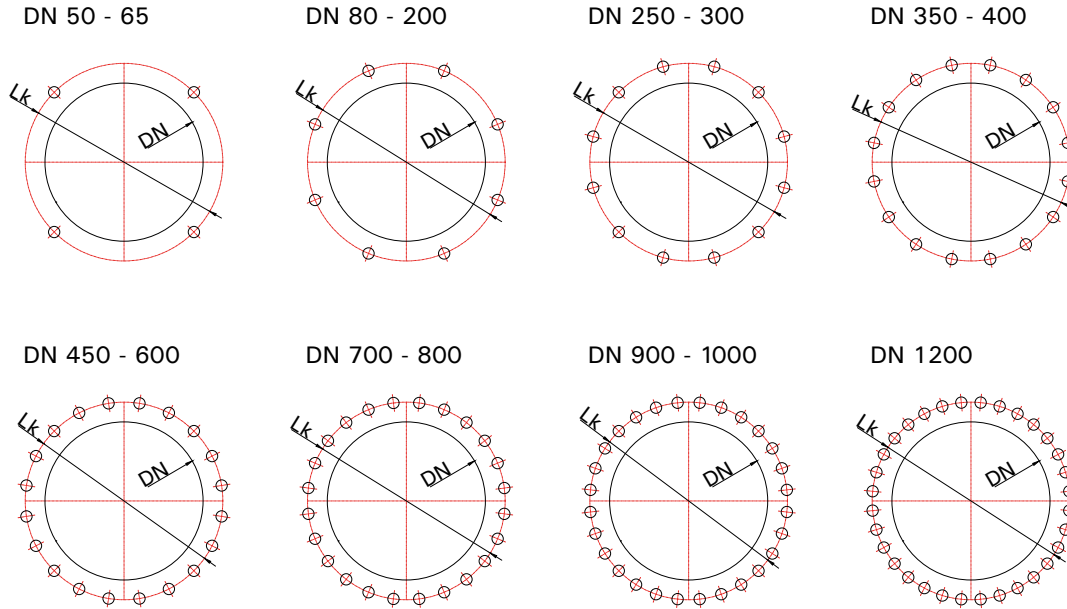 DN 50 - 65
DN 80 - 200
DN 250 - 300
DN 350 - 400
Lk
DN
Lk
DN
Lk
DN
Lk
DN
DN 450 - 600
DN 700 - 800
DN 900 - 1000
DN 1200
Lk
DN
Lk
DN
Lk
DN
Lk
DN